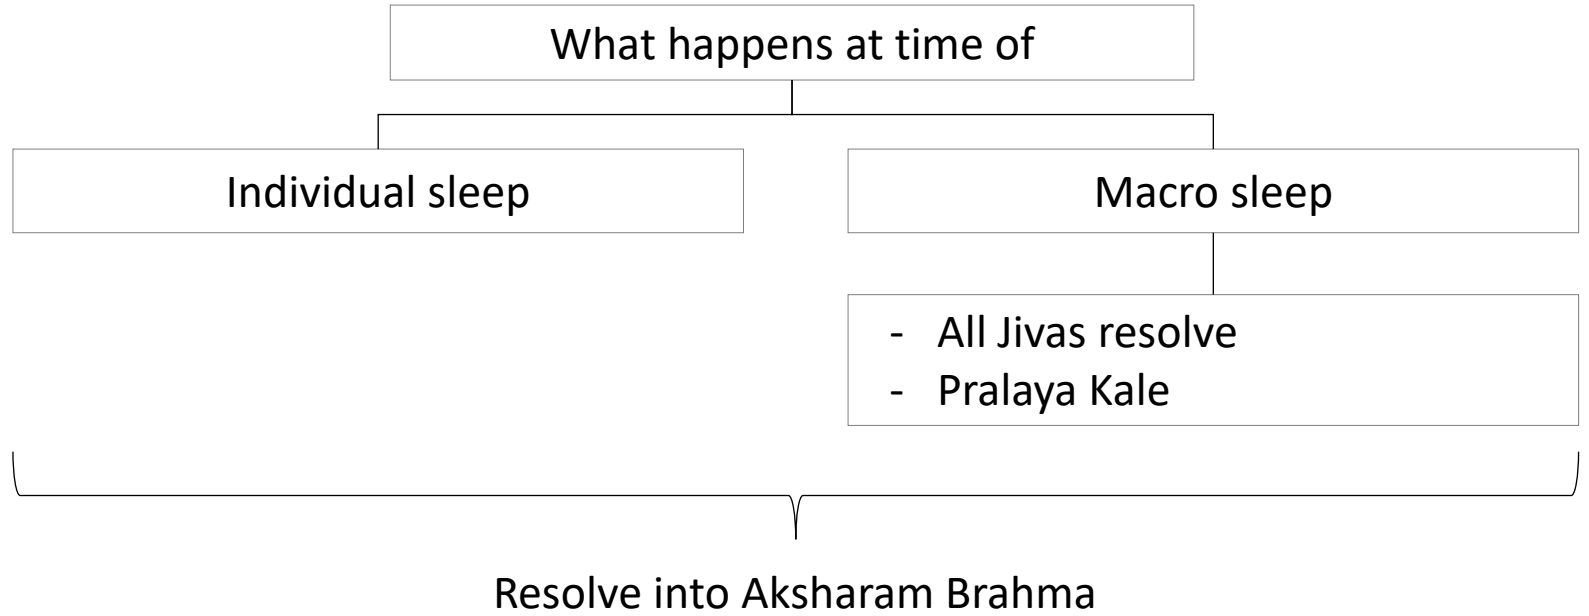 What happens at time of
Individual sleep
Macro sleep
- All Jivas resolve
- Pralaya Kale
Resolve into Aksharam Brahma